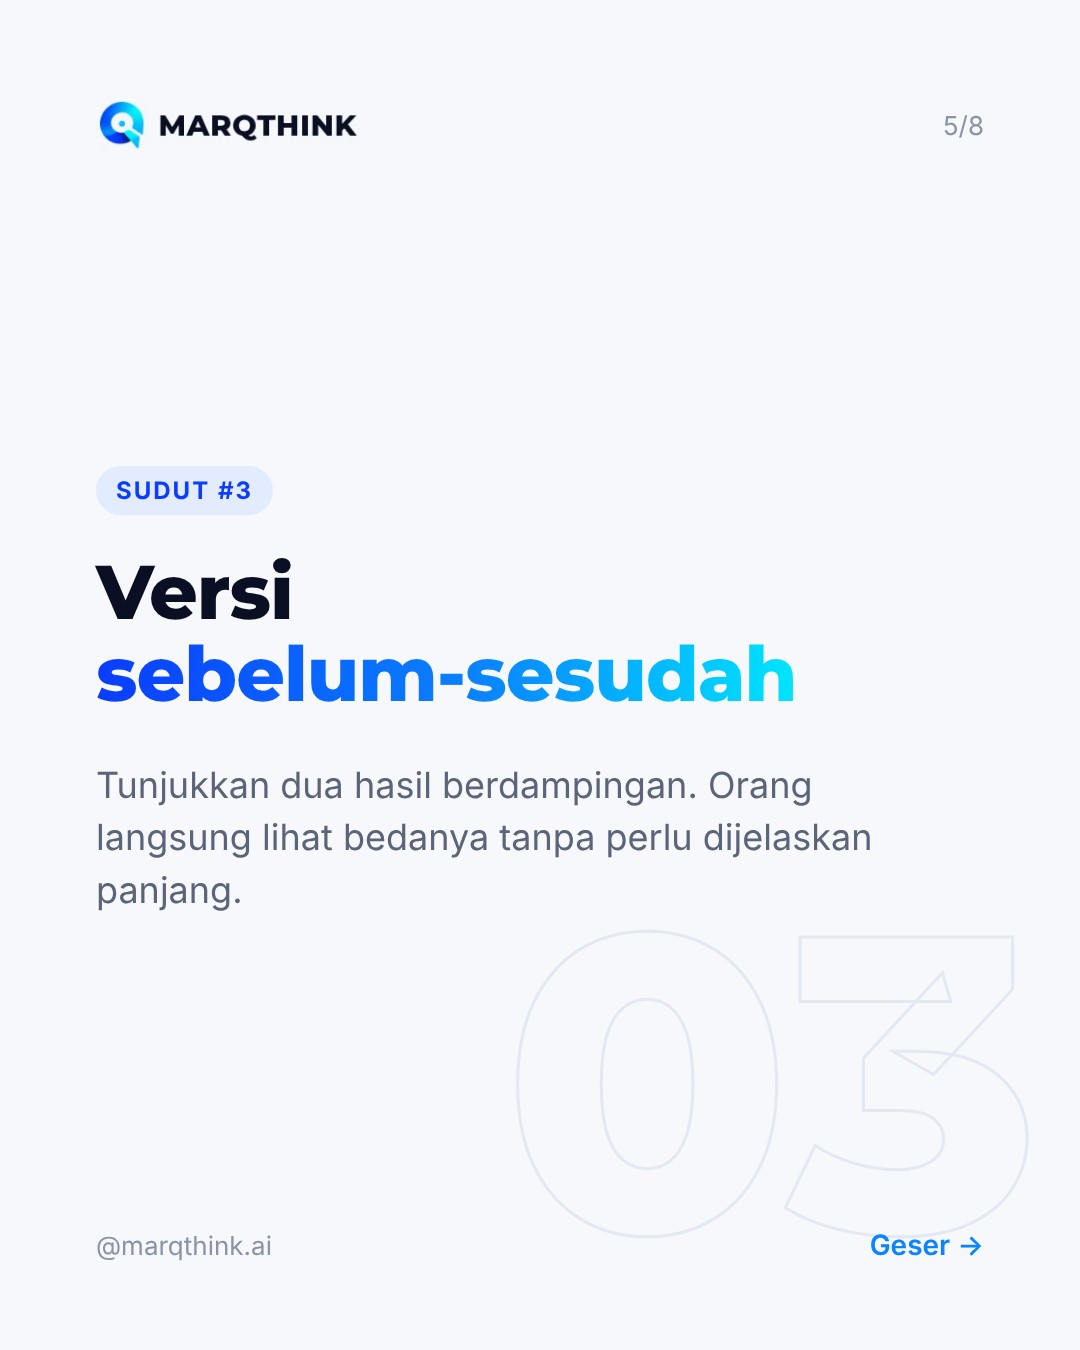 MARQTHINK
5/8
SUDUT #3
Versi
sebelum-sesudah
Tunjukkan dua hasil berdampingan. Orang
langsung lihat bedanya tanpa perlu dijelaskan
panjang.
03
@marqthink.ai
Geser →